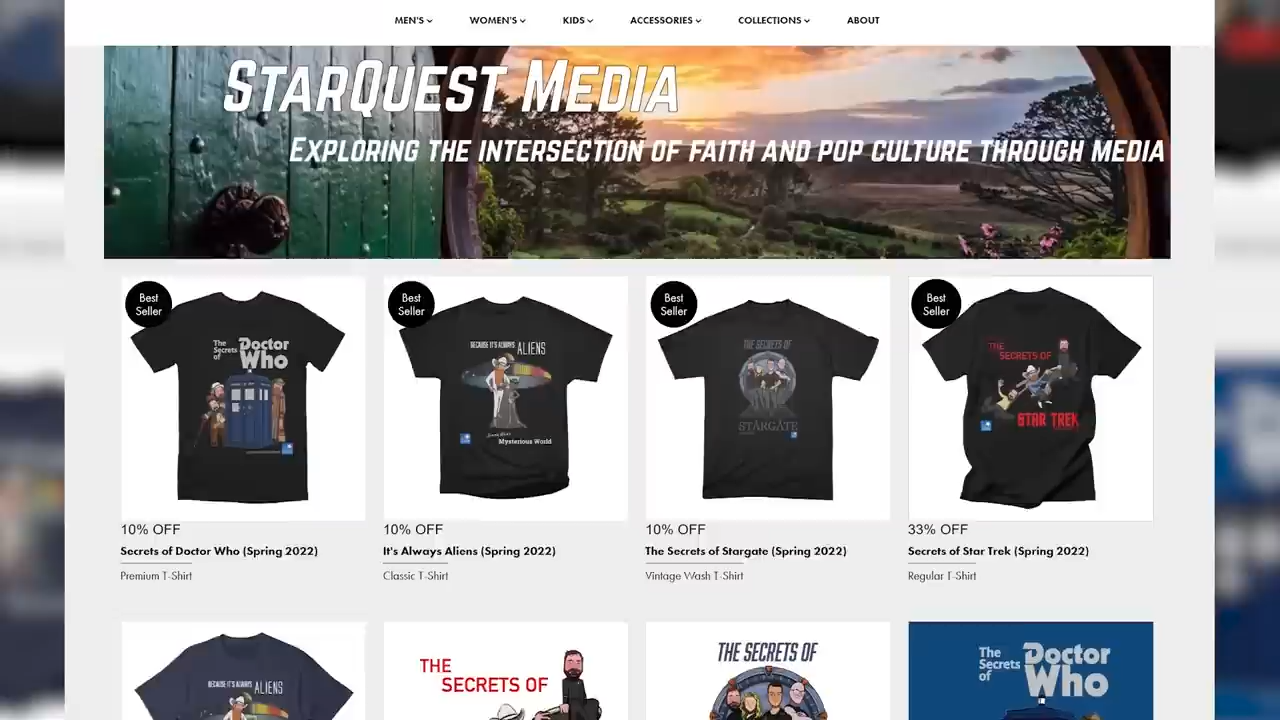 MEN'S WOMEN'S KIDS ACCESSORIES COLLECTIONS ABOUT
STARQUEST MEDIA
EXPLORING THE INTERSECTION OF FAITH AND POP CULTURE THROUGH MEDIA
Best
Seller
The
Secrets
of
Doctor
Who
Best
Seller
BECAUSE IT'S ALWAYS ALIENS
Mysterious World
Best
Seller
THE SECRETS OF
STARGATE
Best
Seller
THE
SECRETS OF
STAR TREK
10% OFF
Secrets of Doctor Who (Spring 2022)
Premium T-Shirt
10% OFF
It's Always Aliens (Spring 2022)
Classic T-Shirt
10% OFF
The Secrets of Stargate (Spring 2022)
Vintage Wash T-Shirt
33% OFF
Secrets of Star Trek (Spring 2022)
Regular T-Shirt
BECAUSE IT'S ALWAYS ALIENS
THE
SECRETS OF
THE SECRETS OF
The
Secrets
of
Doctor
Who